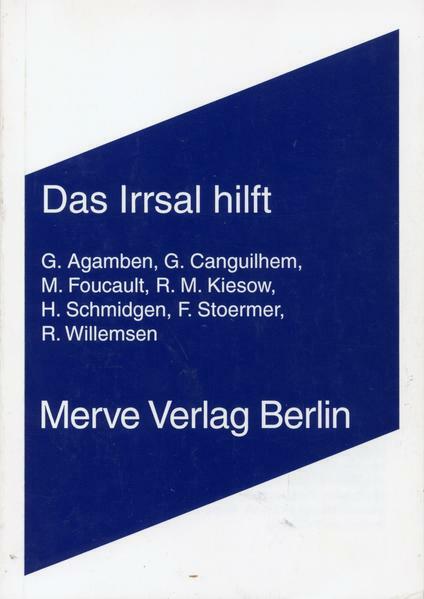 Das Irrsal hilft
G. Agamben, G. Canguilhem,
M. Foucault, R. M. Kiesow,
H. Schmidgen, F. Stoermer,
R. Willemsen
Merve Verlag Berlin